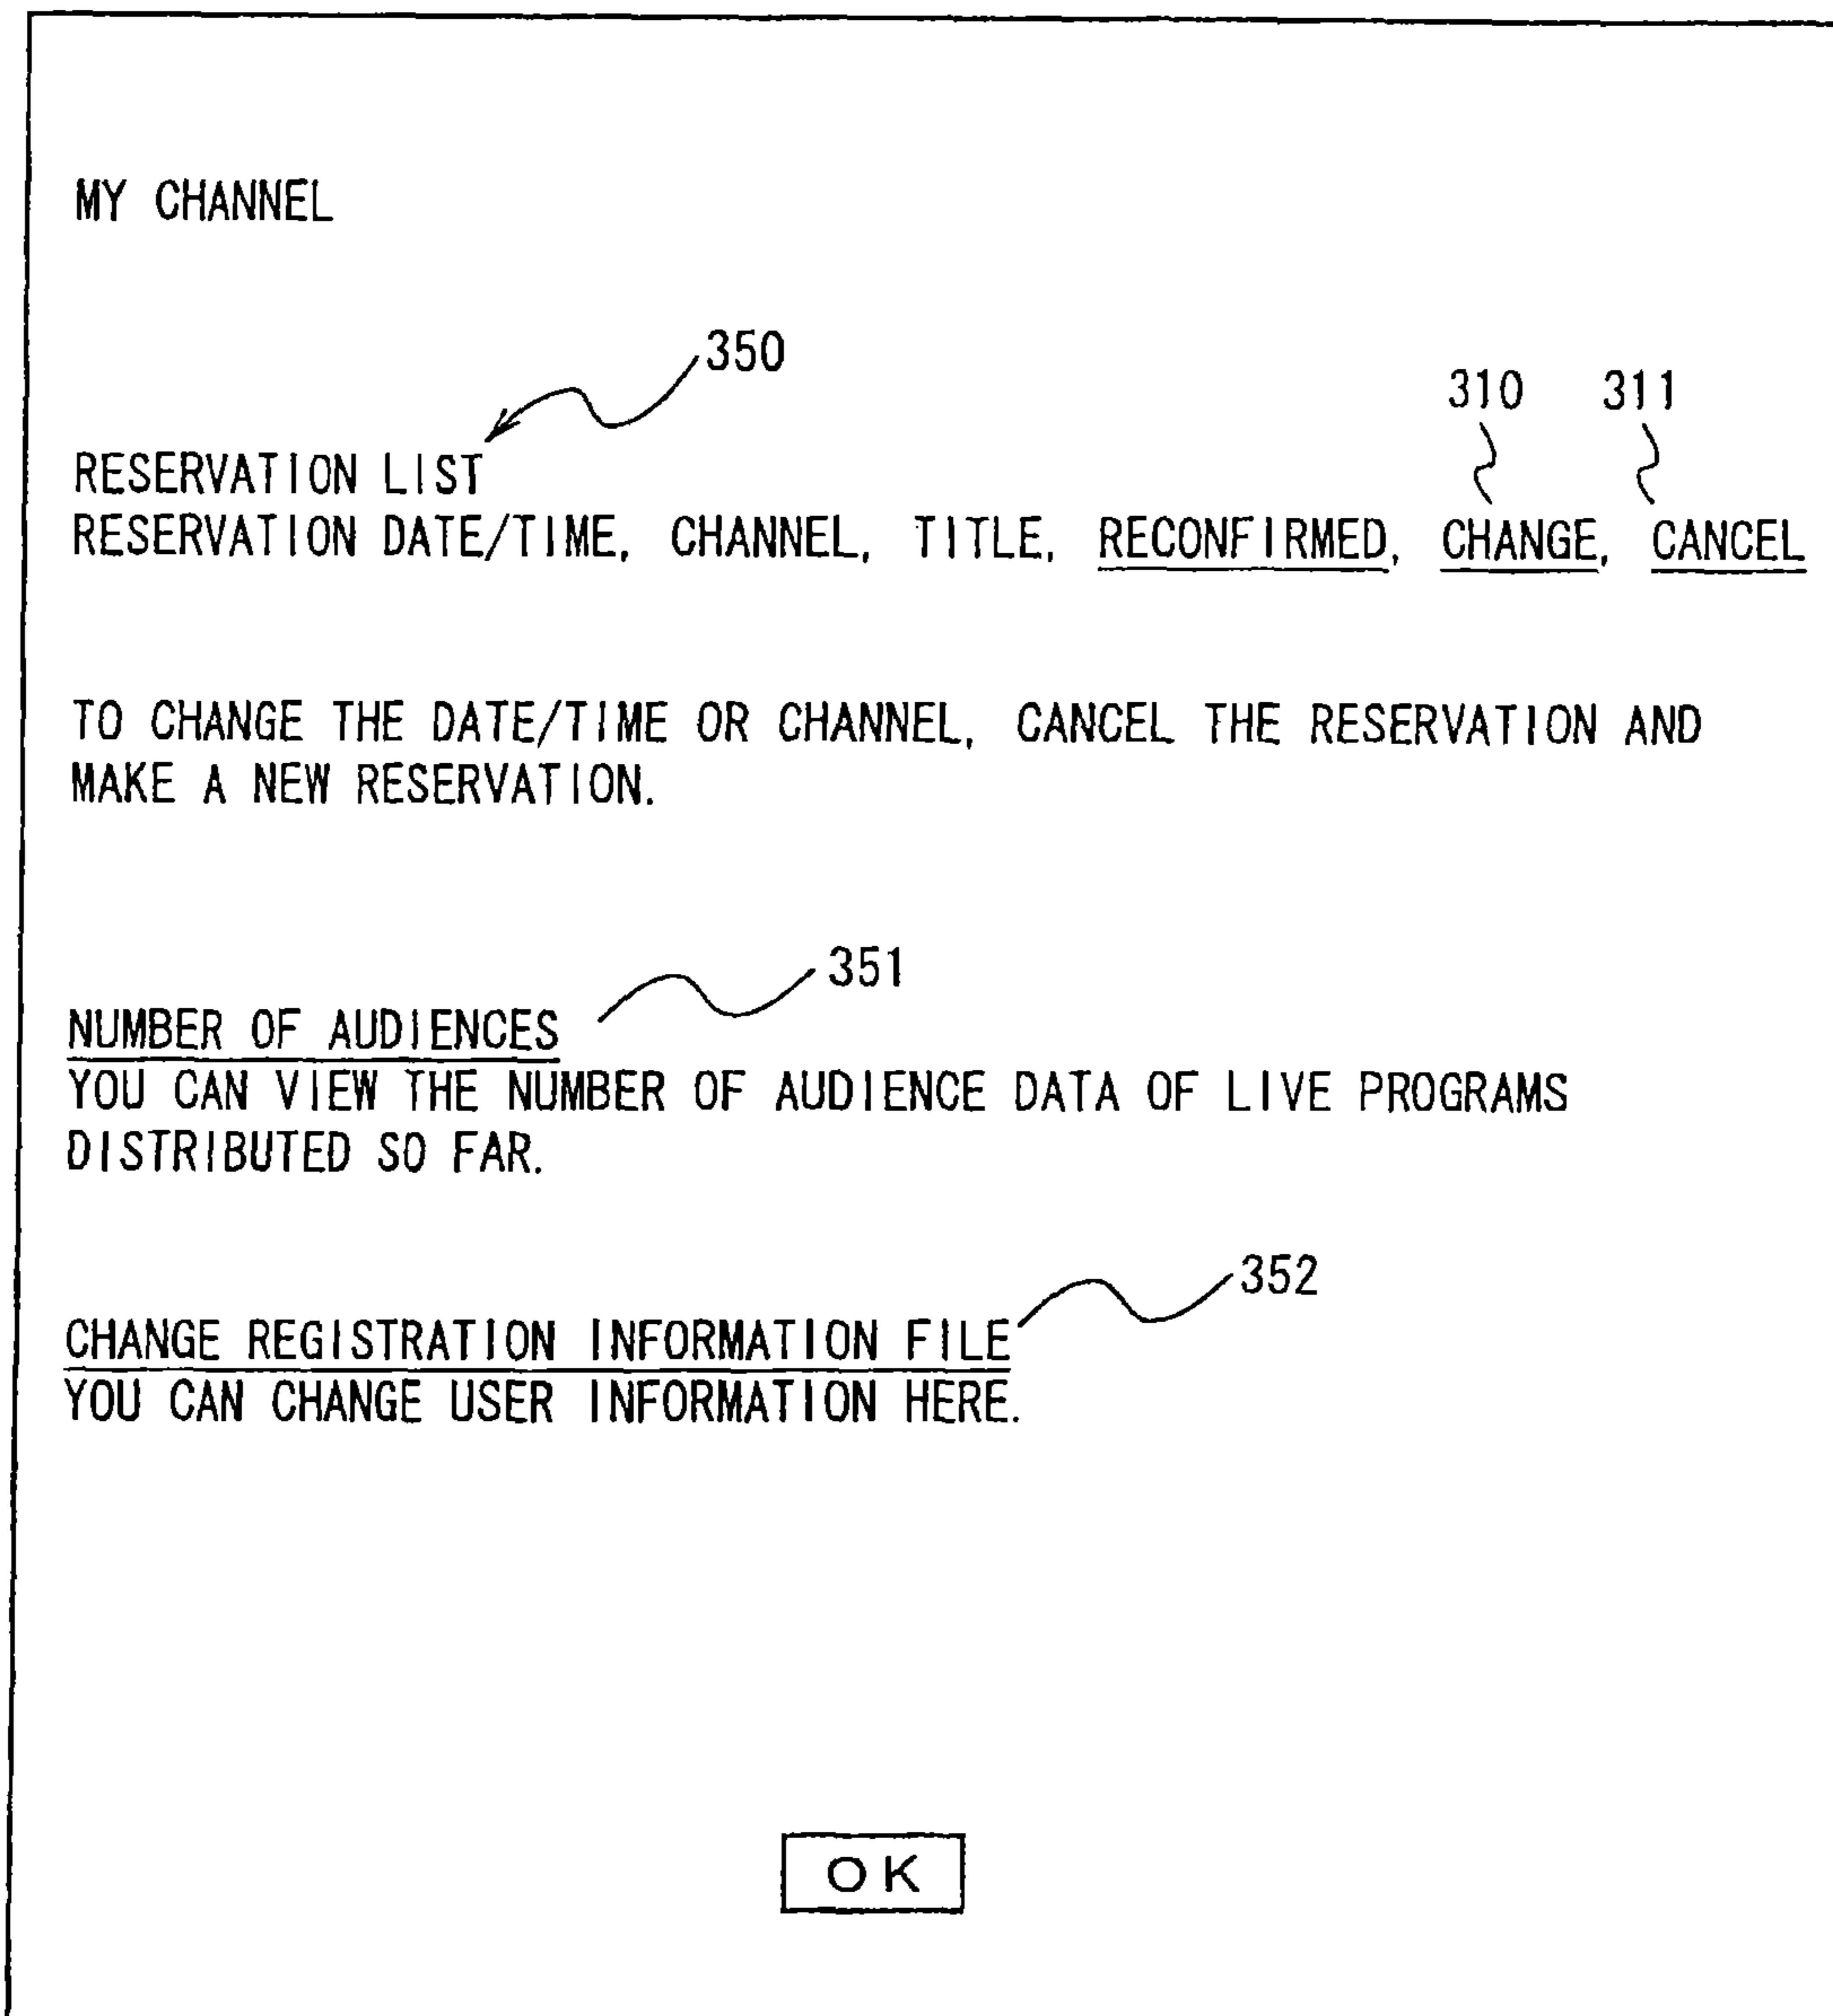 MY CHANNEL
350
310 311
RESERVATION LIST
RESERVATION DATE/TIME, CHANNEL, TITLE, RECONFIRMED, CHANGE, CANCEL
TO CHANGE THE DATE/TIME OR CHANNEL, CANCEL THE RESERVATION AND
MAKE A NEW RESERVATION.
351
NUMBER OF AUDIENCES
YOU CAN VIEW THE NUMBER OF AUDIENCE DATA OF LIVE PROGRAMS
DISTRIBUTED SO FAR.
352
CHANGE REGISTRATION INFORMATION FILE
YOU CAN CHANGE USER INFORMATION HERE.
OK